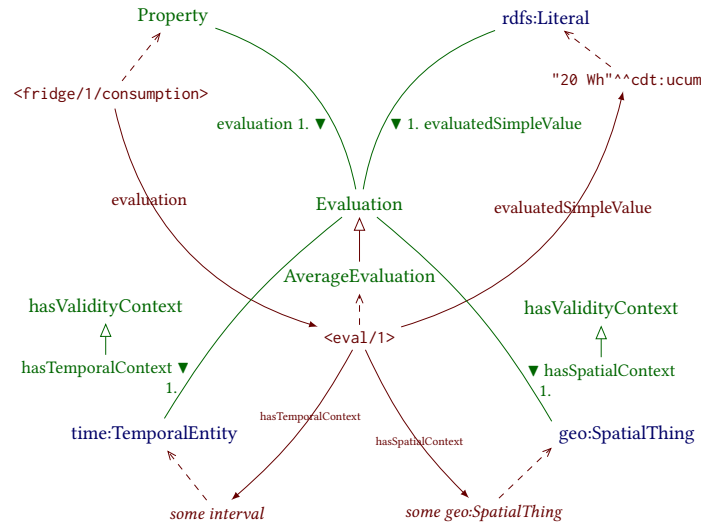 Property
rdfs:Literal
<fridge/1/consumption>
"20 Wh"^^cdt:ucum
evaluation 1. ▼
▼ 1. evaluatedSimpleValue
evaluation
Evaluation
evaluatedSimpleValue
AverageEvaluation
hasValidityContext
hasValidityContext
<eval/1>
hasTemporalContext ▼
1.
▼ hasSpatialContext
1.
hasTemporalContext
hasSpatialContext
time:TemporalEntity
geo:SpatialThing
some interval
some geo:SpatialThing